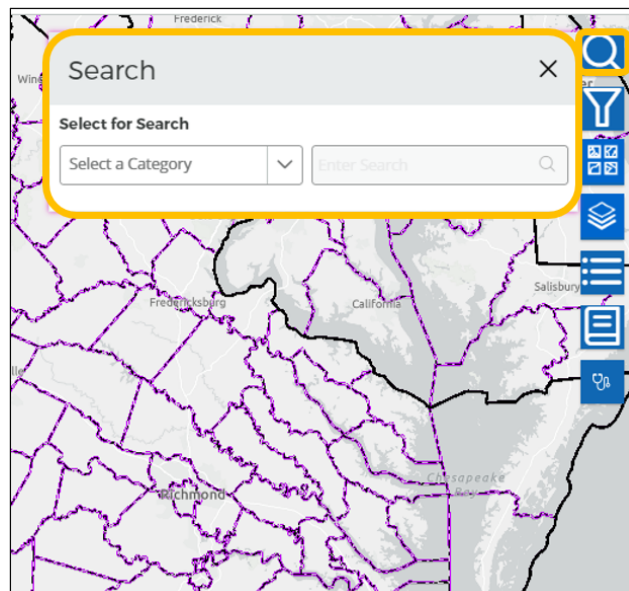 Frederick
Search
Select for Search
Select a Category
Enter Search
Salisbury
Fredericksburg
California
Chesapeake
Bay
Richmond